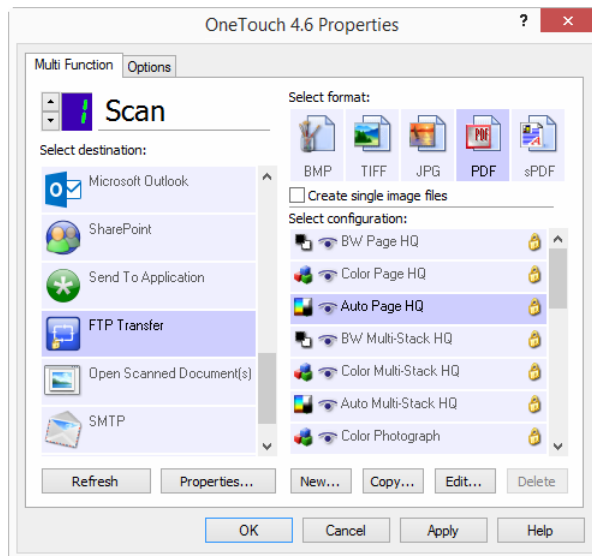 OneTouch 4.6 Properties
?
Multi Function
Options
1
Scan
Select destination:
Microsoft Outlook
SharePoint
Send To Application
FTP Transfer
Open Scanned Document(s)
SMTP
Refresh
Properties...
Select format:
BMP
TIFF
JPG
PDF
PDF
sPDF
Create single image files
Select configuration:
BW Page HQ
Color Page HQ
Auto Page HQ
BW Multi-Stack HQ
Color Multi-Stack HQ
Auto Multi-Stack HQ
Color Photograph
New...
Copy...
Edit...
Delete
OK
Cancel
Apply
Help